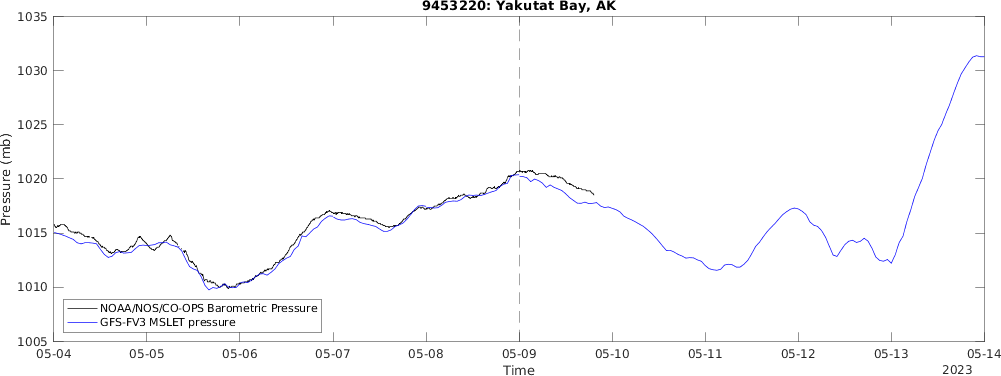 9453220: Yakutat Bay, AK
Pressure (mb)
1035
1030
1025
1020
1015
1010
1005
NOAA/NOS/CO-OPS Barometric Pressure
GFS-FV3 MSLET pressure
05-04 05-05 05-06 05-07 05-08 05-09 05-10 05-11 05-12 05-13 05-14
Time
2023